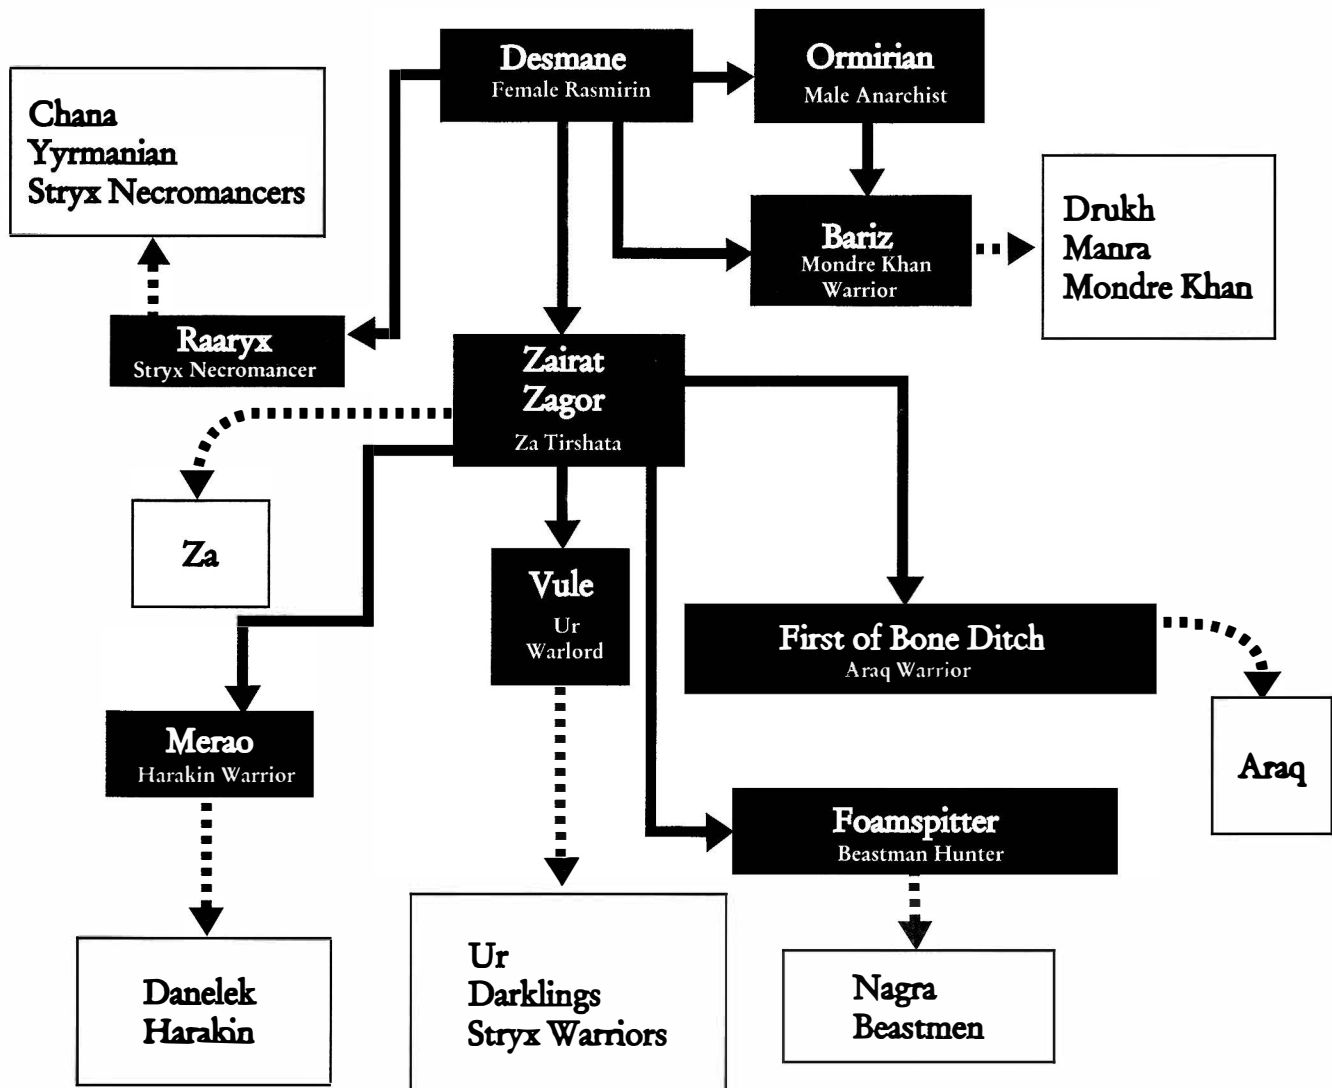 Desmane
Female Rasmirin
Ormirian
Male Anarchist
Chana
Yyrmanian
Stryx Necromancers
Bariz
Mondre Khan
Warrior
Drukh
Manra
Mondre Khan
Raaryx
Stryx Necromancer
Zairat
Zagor
Za Tirshata
Za
Vule
Ur
Warlord
First of Bone Ditch
Araq Warrior
Merao
Harakin Warrior
Araq
Foamspitter
Beastman Hunter
Danelek
Harakin
Ur
Darklings
Stryx Warriors
Nagra
Beastmen